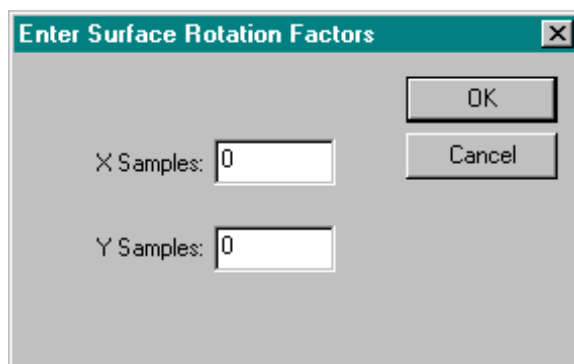 Enter Surface Rotation Factors
OK
X Samples: 0
Cancel
Y Samples: 0